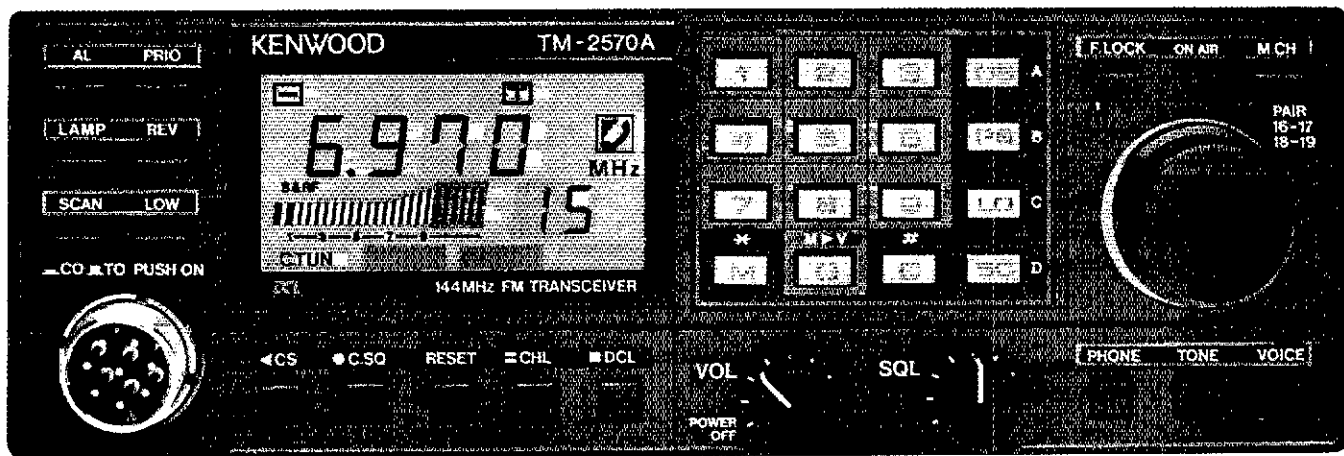 AL PRIO
LAMP REV
SCAN LOW
CO TO PUSH ON
KENWOOD TM-2570A
6.970
MHz
S&RF
15
C.TUN
DCL 144MHz FM TRANSCEIVER
A
B
C
* M►V #
D
F.LOCK ON AIR M.CH
PAIR
16-17
18-19
◄CS ●C.SQ RESET CHL ■DCL
VOL SQL
POWER
OFF
PHONE TONE VOICE